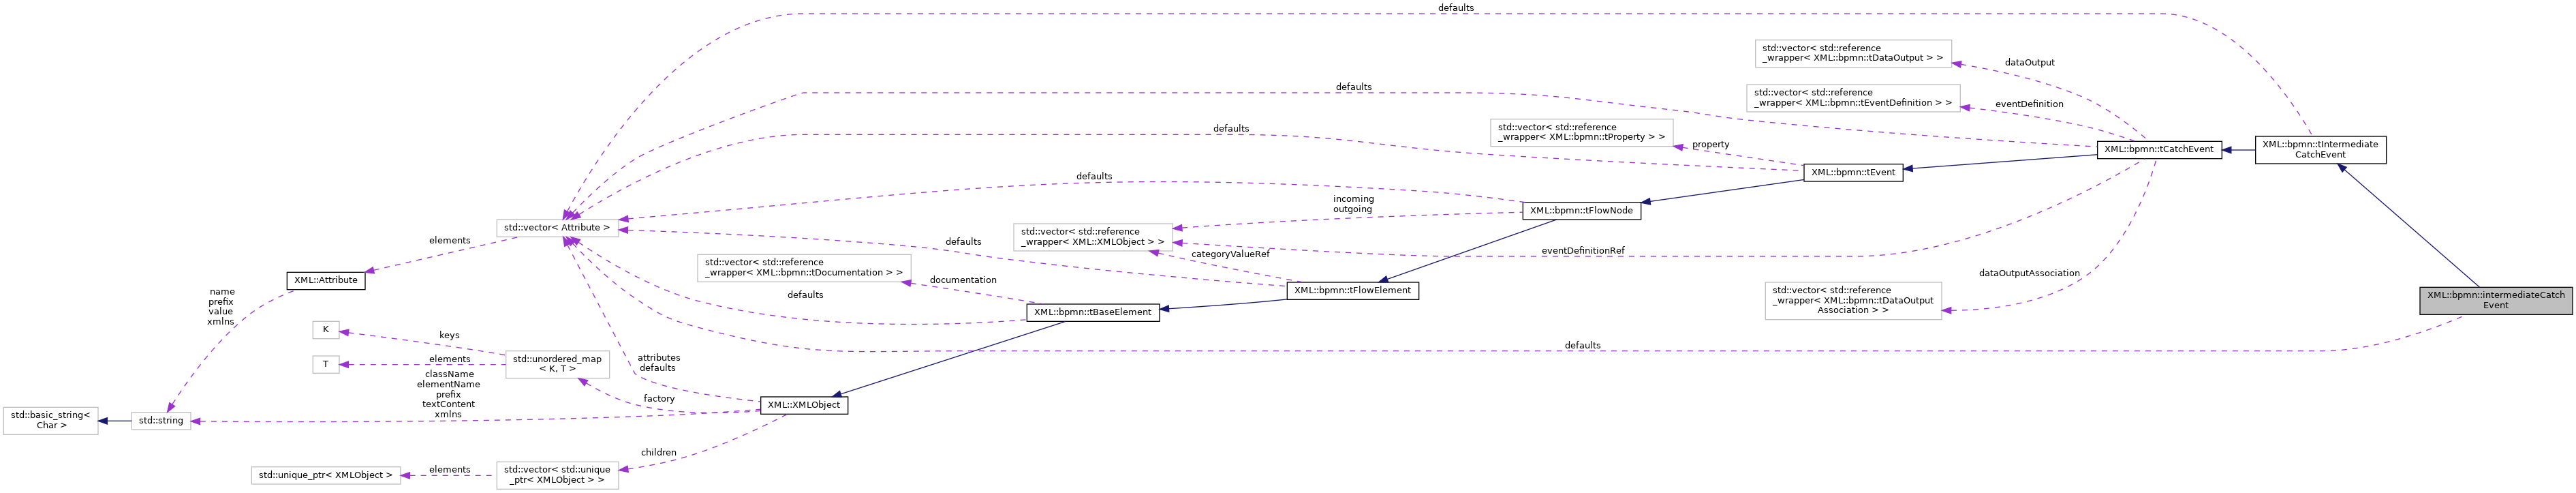 defaults
std::vector< std::reference
_wrapper< XML::bpmn::tDataOutput > >
dataOutput
defaults
std::vector< std::reference
_wrapper< XML::bpmn::tEventDefinition > >
eventDefinition
defaults
std::vector< std::reference
_wrapper< XML::bpmn::tProperty > >
property
XML::bpmn::tCatchEvent
XML::bpmn::tIntermediate
CatchEvent
XML::bpmn::tEvent
defaults
incoming
outgoing
XML::bpmn::tFlowNode
std::vector< Attribute >
std::vector< std::reference
_wrapper< XML::XMLObject > >
elements
defaults
categoryValueRef
eventDefinitionRef
std::vector< std::reference
_wrapper< XML::bpmn::tDocumentation > >
documentation
dataOutputAssociation
XML::Attribute
XML::bpmn::tFlowElement
std::vector< std::reference
_wrapper< XML::bpmn::tDataOutput
Association > >
XML::bpmn::intermediateCatch
Event
name
prefix
value
xmlns
defaults
XML::bpmn::tBaseElement
K
keys
defaults
T
elements
std::unordered_map
< K, T >
attributes
defaults
className
elementName
prefix
textContent
xmlns
factory
XML::XMLObject
std::basic_string<
Char >
std::string
children
std::unique_ptr< XMLObject >
elements
std::vector< std::unique
_ptr< XMLObject > >